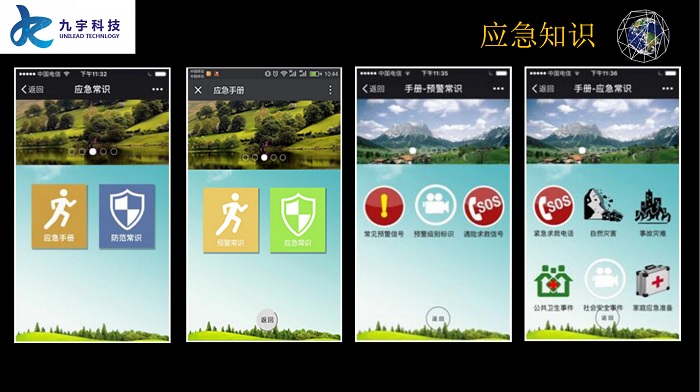 九宇科技
UNILEAD TECHNLOGY
应急知识
中国电信
下午11:32
返回
应急常识
应急手册
防范常识
10:44
应急手册
预警常识
应急常识
返回
中国电信
下午11:35
返回
手册-预警常识
常见预警信号
预警级别标识
遇险求救信号
返回
中国电信
下午11:36
返回
手册-应急常识
紧急求救电话
自然灾害
事故灾难
公共卫生事件
社会安全事件
家庭应急准备
返回